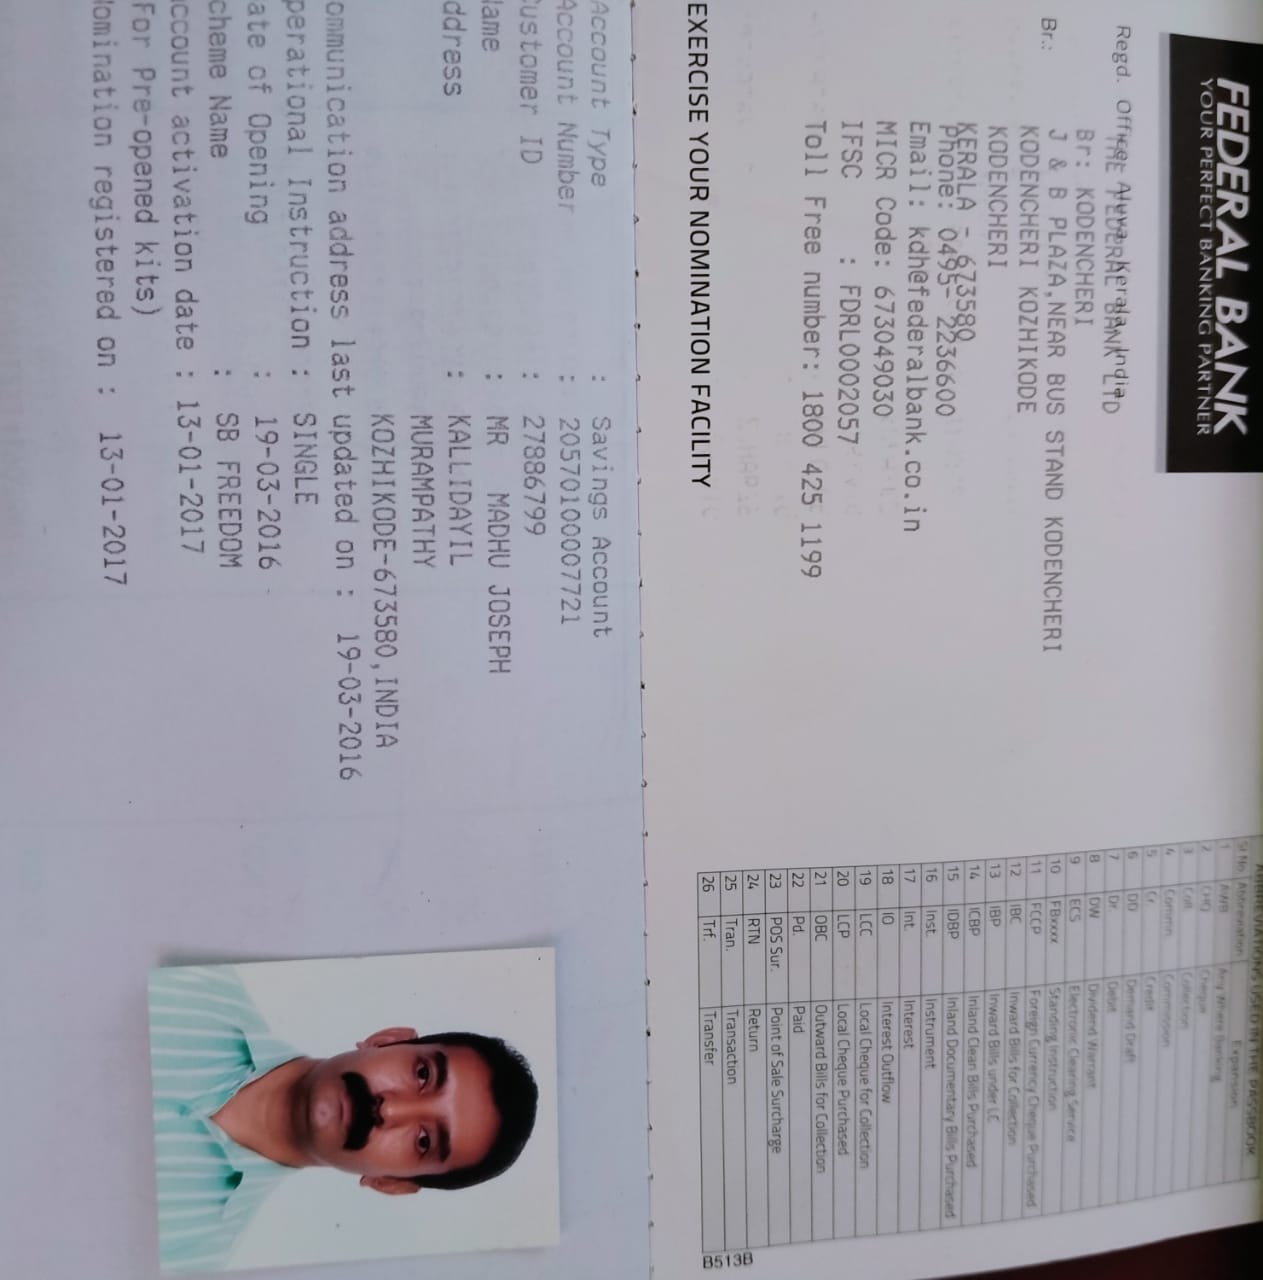 FEDERAL BANK
YOUR PERFECT BANKING PARTNER
Regd. Office: Aluva, Kerala, India
THE FEDERAL BANK LTD
Br.:
Br: KODENCHERI
J & B PLAZA,NEAR BUS STAND KODENCHERI
KODENCHERI KOZHIKODE
KODENCHERI
KERALA - 673580
Phone: 0495- 2236600
Email: kdh@federalbank.co.in
MICR Code: 673049030
IFSC : FDRL0002057
Toll Free number: 1800 425 1199
EXERCISE YOUR NOMINATION FACILITY
ABBREVIATIONS USED IN THE PASSBOOK
Sl No Abbreviation Expansion
1 AWB Any Where Banking
2 CHQ Cheque
3 Coll Collection
4 Commn. Commission
5 Cr. Credit
6 DD Demand Draft
7 Dr. Debit
8 DW Dividend Warrant
9 ECS Electronic Clearing Service
10 FBxxxx Standing Instruction
11 FCCP Foreign Currency Cheque Purchased
12 IBC Inward Bills for Collection
13 IBP Inward Bills under LC
14 ICBP Inland Clean Bills Purchased
15 IDBP Inland Documentary Bills Purchased
16 Inst. Instrument
17 Int. Interest
18 IO Interest Outflow
19 LCC Local Cheque for Collection
20 LCP Local Cheque Purchased
21 OBC Outward Bills for Collection
22 Pd. Paid
23 POS Sur. Point of Sale Surcharge
24 RTN Return
25 Tran. Transaction
26 Trf. Transfer
B513B
Account Type : Savings Account
Account Number : 20570100007721
Customer ID : 27886799
Name : MR MADHU JOSEPH
ddress : KALLIDAYIL
MURAMPATHY
KOZHIKODE-673580,INDIA
ommunication address last updated on : 19-03-2016
perational Instruction : SINGLE
ate of Opening : 19-03-2016
cheme Name : SB FREEDOM
ccount activation date : 13-01-2017
For Pre-opened kits)
omination registered on : 13-01-2017